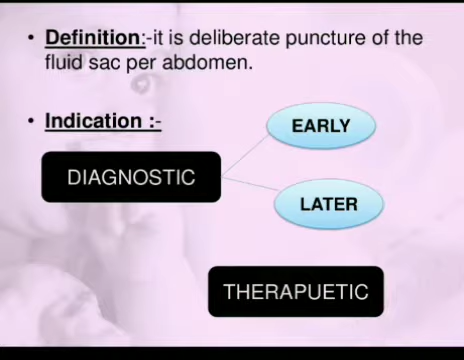 • Definition:-it is deliberate puncture of the
fluid sac per abdomen.
• Indication :-
EARLY
DIAGNOSTIC
LATER
THERAPUETIC